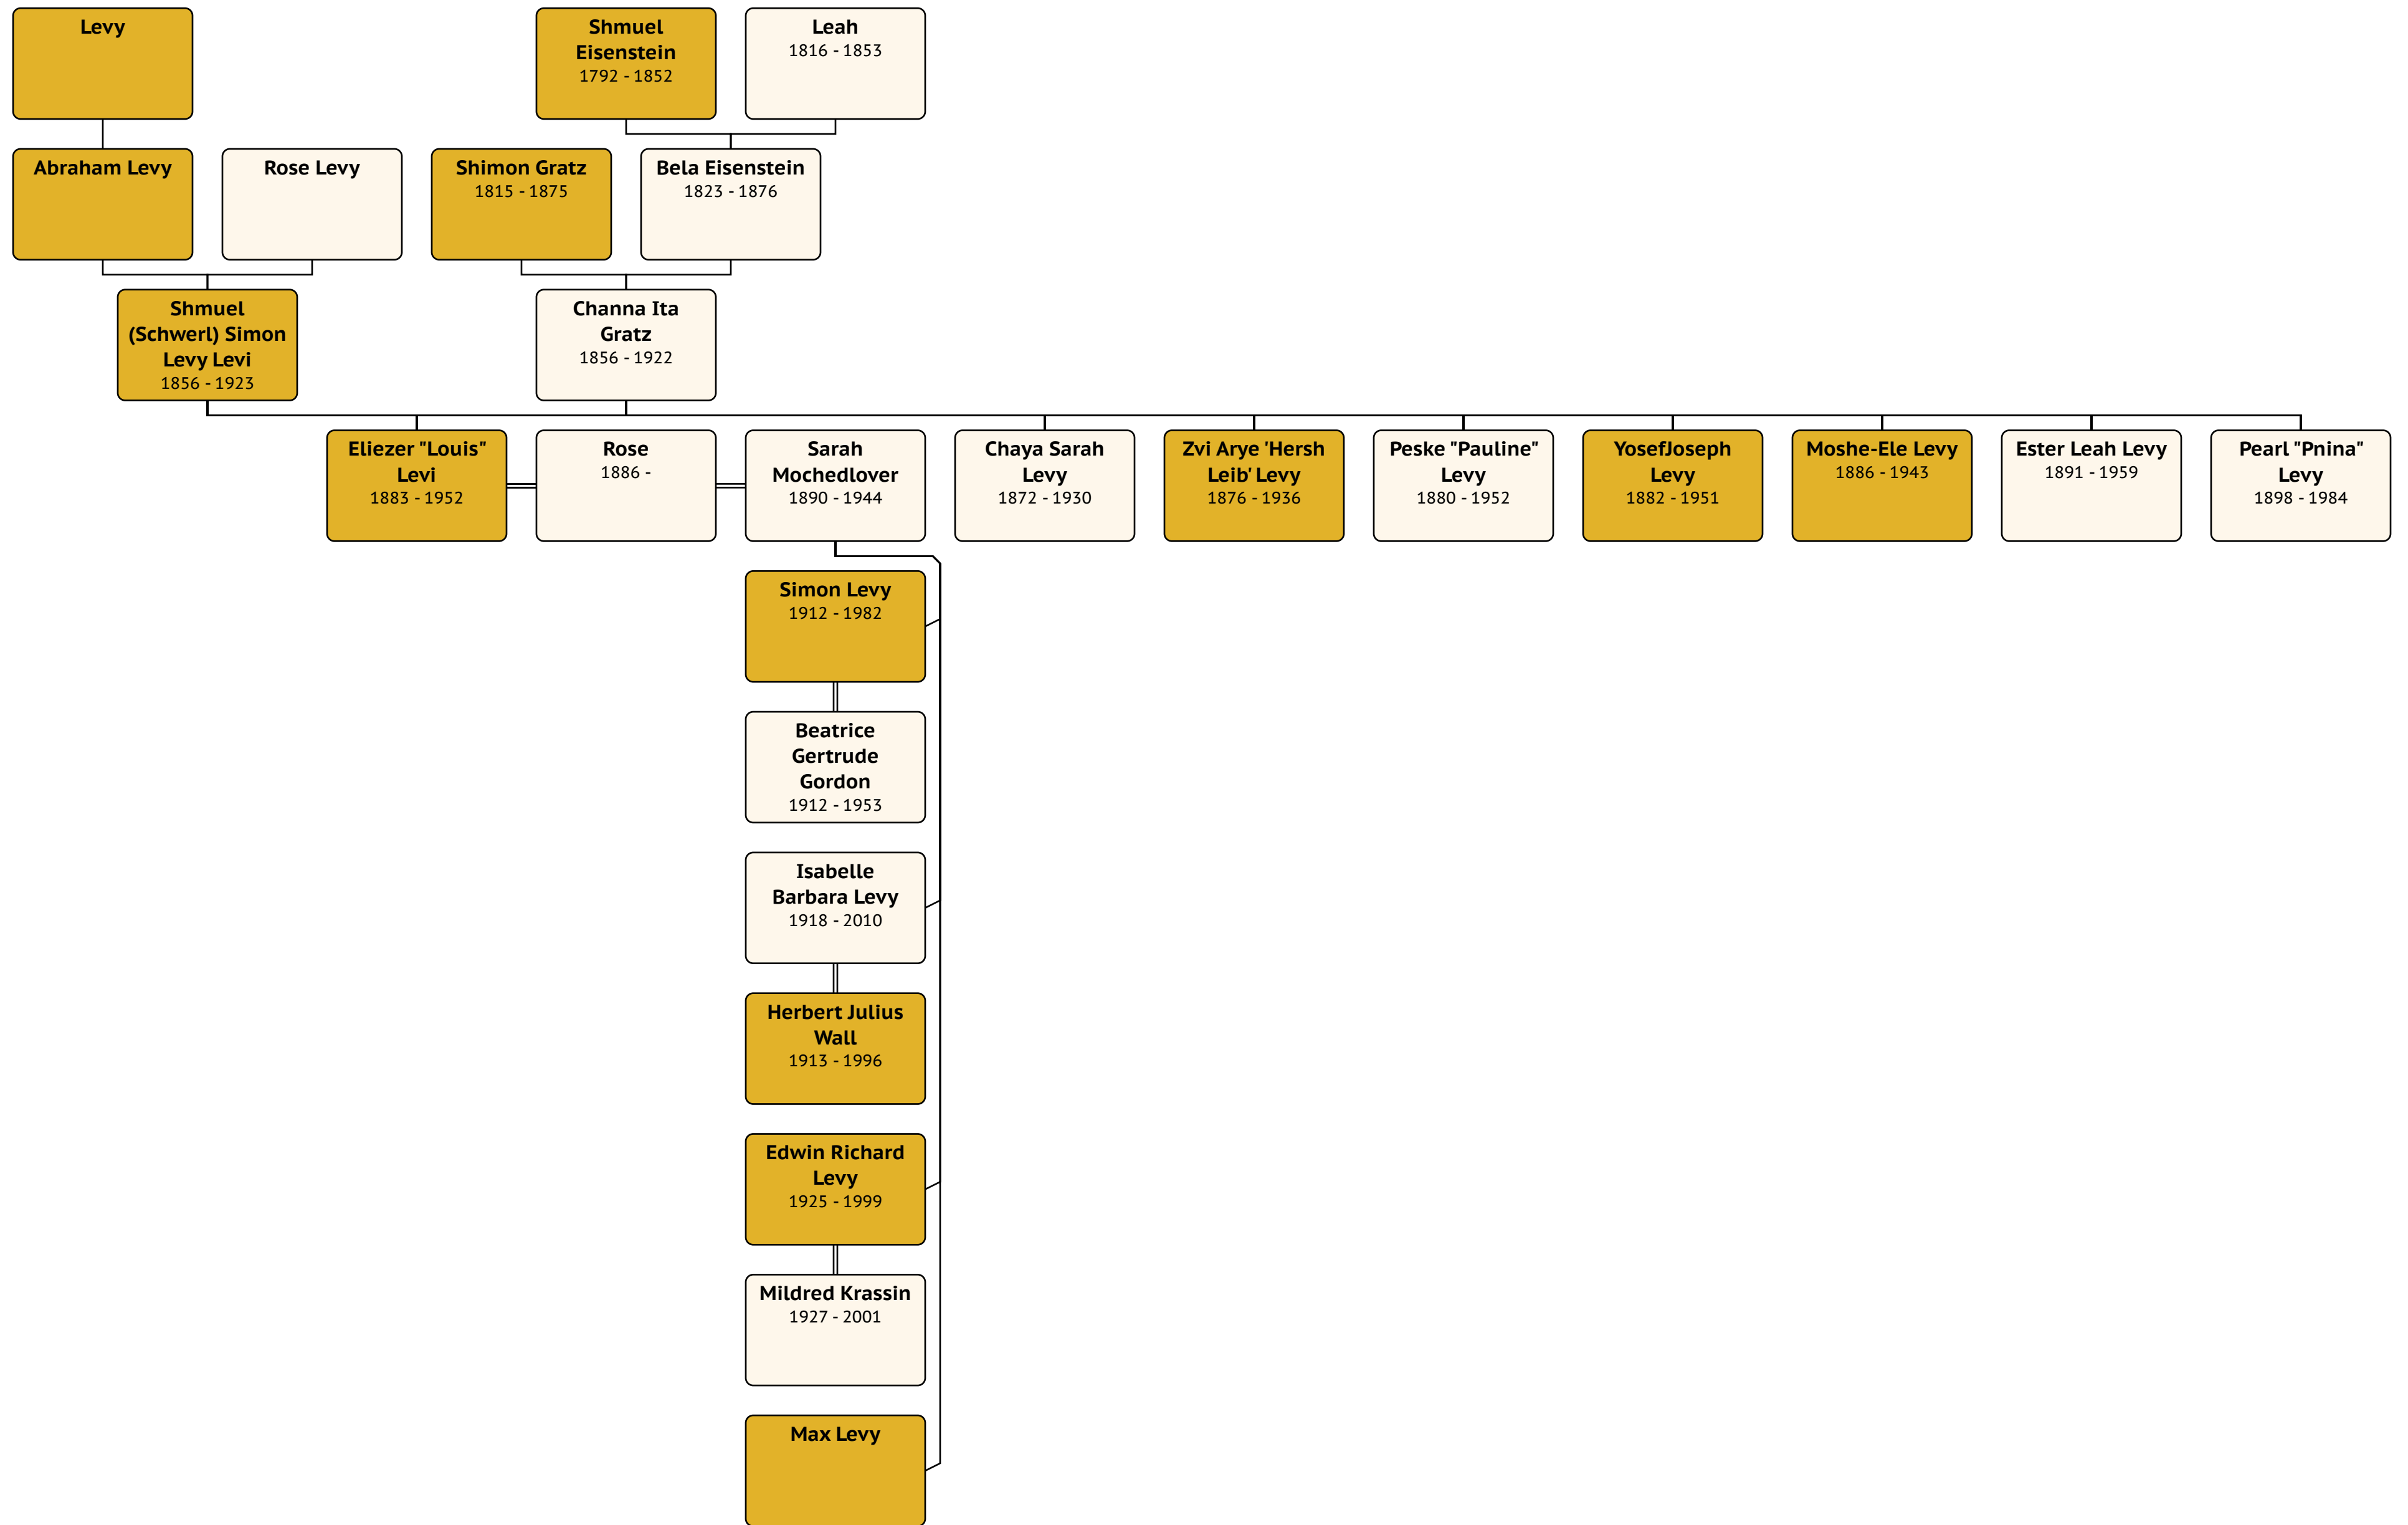 Levy
Shmuel
Eisenstein
1792 - 1852
Leah
1816 - 1853
Abraham Levy
Rose Levy
Shimon Gratz
1815 - 1875
Bela Eisenstein
1823 - 1876
Shmuel
(Schwerl) Simon
Levy Levi
1856 - 1923
Channa Ita
Gratz
1856 - 1922
Eliezer "Louis"
Levi
1883 - 1952
Rose
1886 -
Sarah
Mochedlover
1890 - 1944
Chaya Sarah
Levy
1872 - 1930
Zvi Arye 'Hersh
Leib' Levy
1876 - 1936
Peske "Pauline"
Levy
1880 - 1952
YosefJoseph
Levy
1882 - 1951
Moshe-Ele Levy
1886 - 1943
Ester Leah Levy
1891 - 1959
Pearl "Pnina"
Levy
1898 - 1984
Simon Levy
1912 - 1982
Beatrice
Gertrude
Gordon
1912 - 1953
Isabelle
Barbara Levy
1918 - 2010
Herbert Julius
Wall
1913 - 1996
Edwin Richard
Levy
1925 - 1999
Mildred Krassin
1927 - 2001
Max Levy